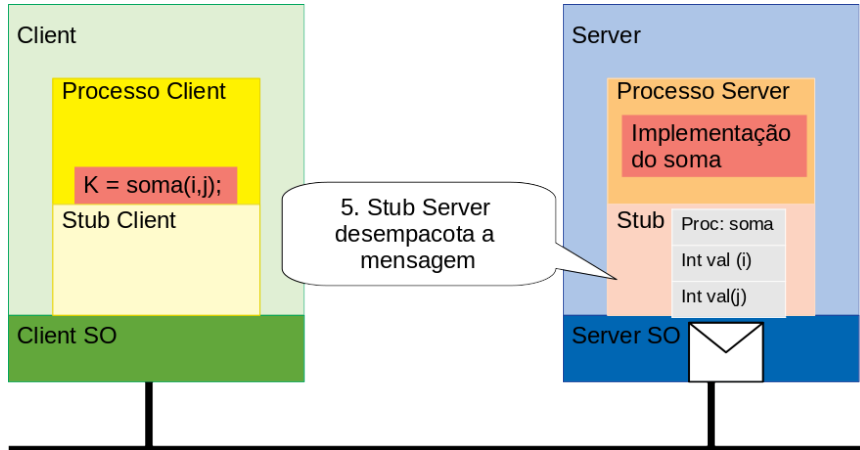 Client
Processo Client
K = soma(i,j);
Stub Client
Client SO
5. Stub Server
desempacota a
mensagem
Server
Processo Server
Implementação
do soma
Stub
Proc: soma
Int val (i)
Int val(j)
Server SO